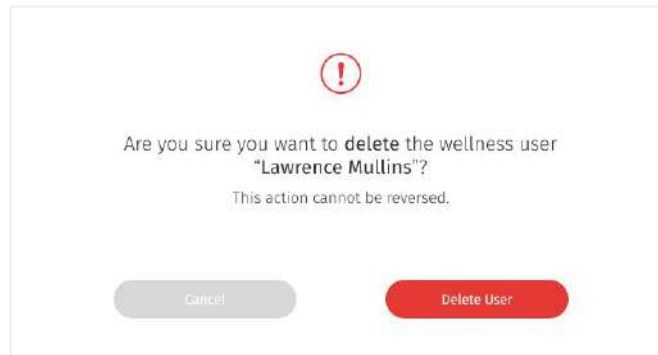 Are you sure you want to delete the wellness user
“Lawrence Mullins”?
This action cannot be reversed.
Cancel
Delete User